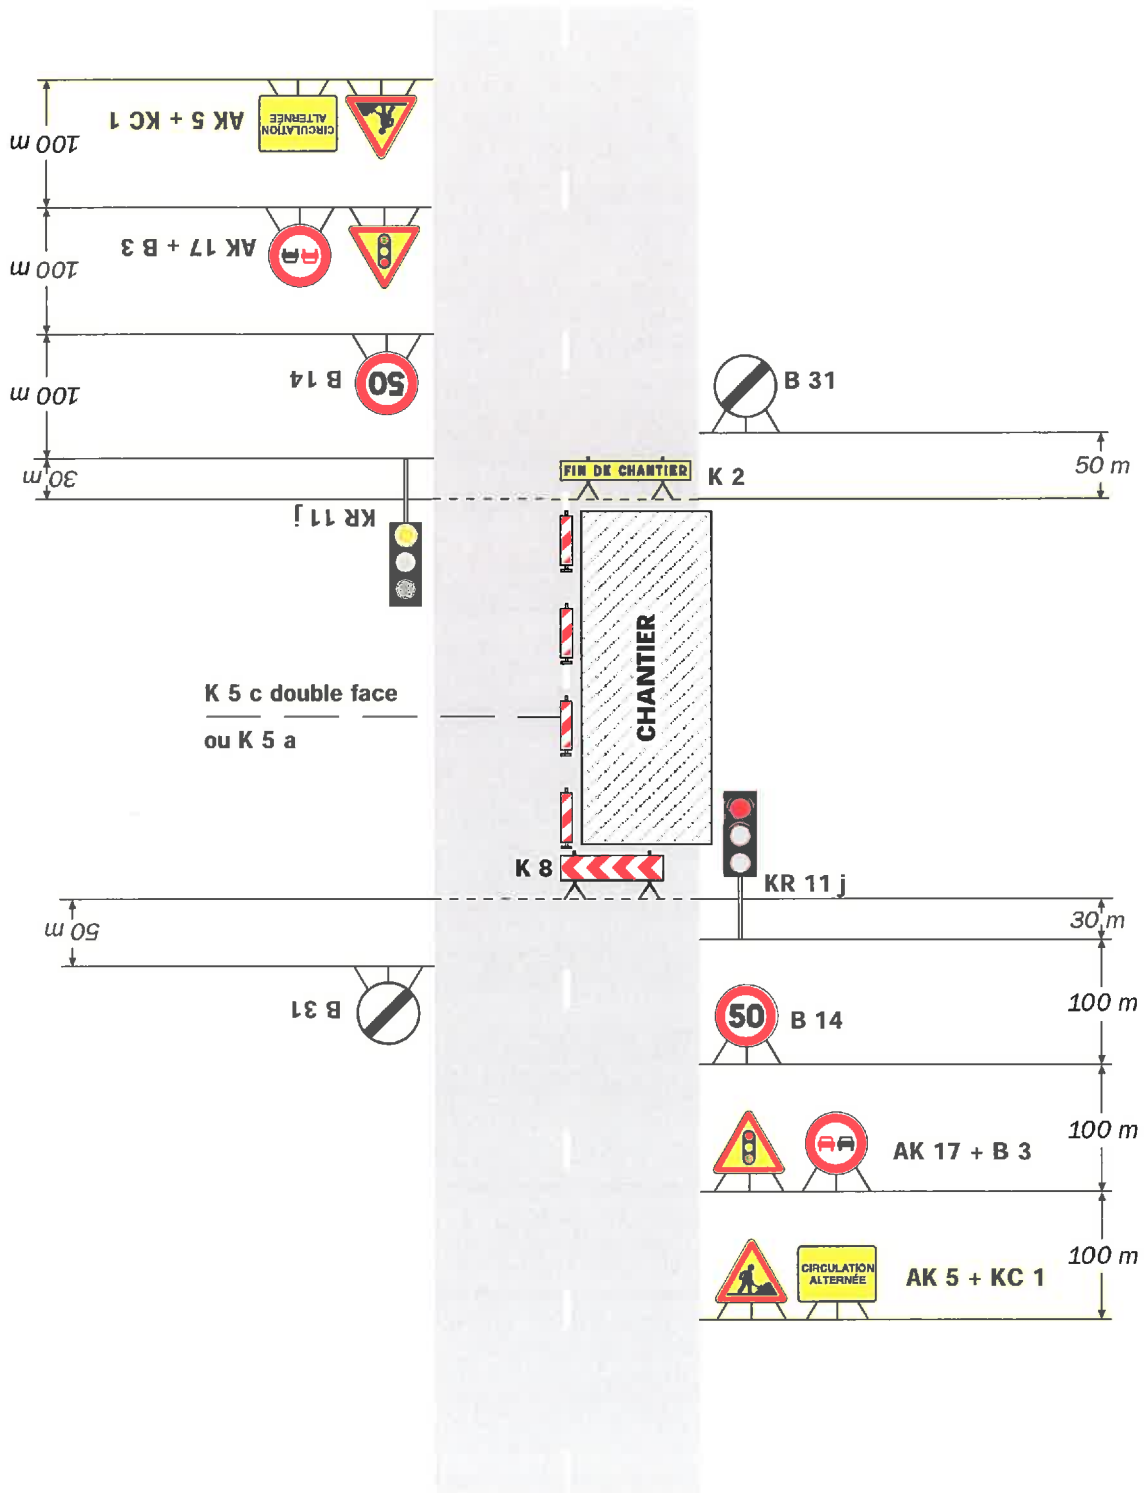 100 m
AK 5 + KC 1
CIRCULATION
ALTERNÉE
100 m
AK 17 + B 3
100 m
B 14
50
30 m
KR 11 j
B 31
50 m
FIN DE CHANTIER
K 2
CHANTIER
K 5 c double face
ou K 5 a
K 8
KR 11 j
50 m
B 31
30 m
50
B 14
100 m
AK 17 + B 3
100 m
CIRCULATION
ALTERNÉE
AK 5 + KC 1
100 m